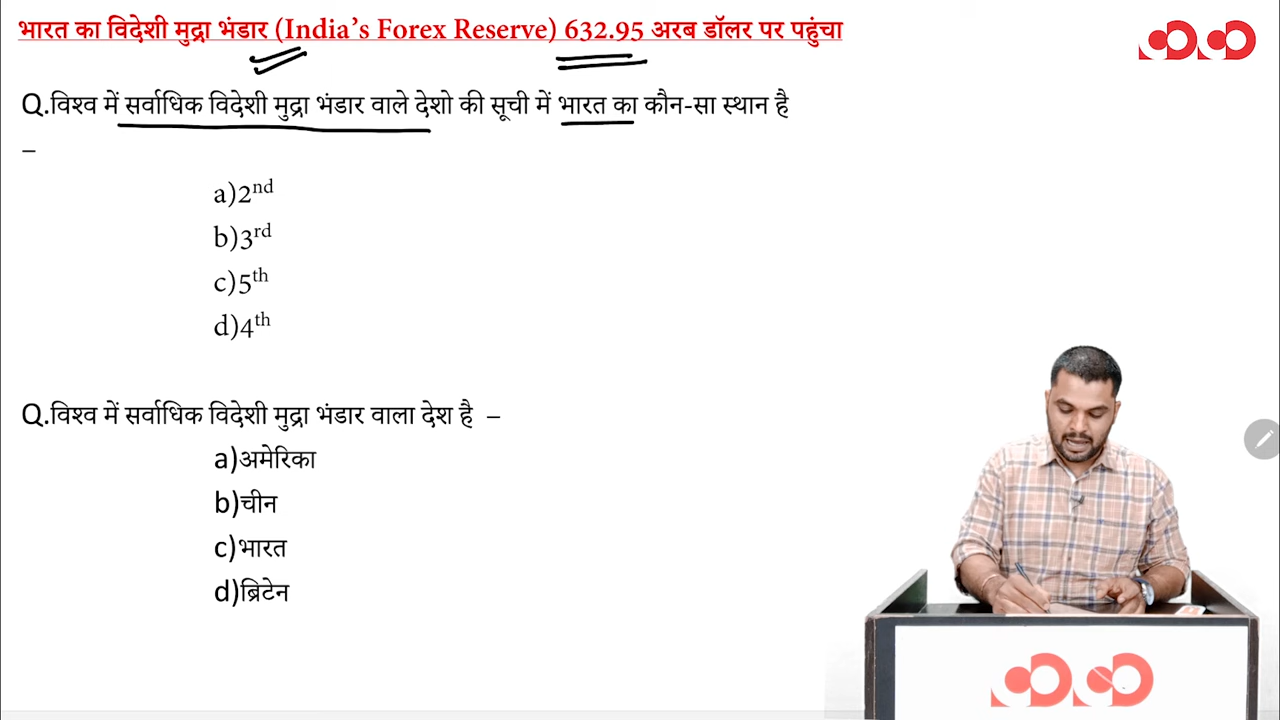 भारत का विदेशी मुद्रा भंडार (India's Forex Reserve) 632.95 अरब डॉलर पर पहुंचा
Q.विश्व में सर्वाधिक विदेशी मुद्रा भंडार वाले देशो की सूची में भारत का कौन-सा स्थान है
–
a)2nd
b)3rd
c)5th
d)4th
Q.विश्व में सर्वाधिक विदेशी मुद्रा भंडार वाला देश है –
a)अमेरिका
b)चीन
c)भारत
d)ब्रिटेन